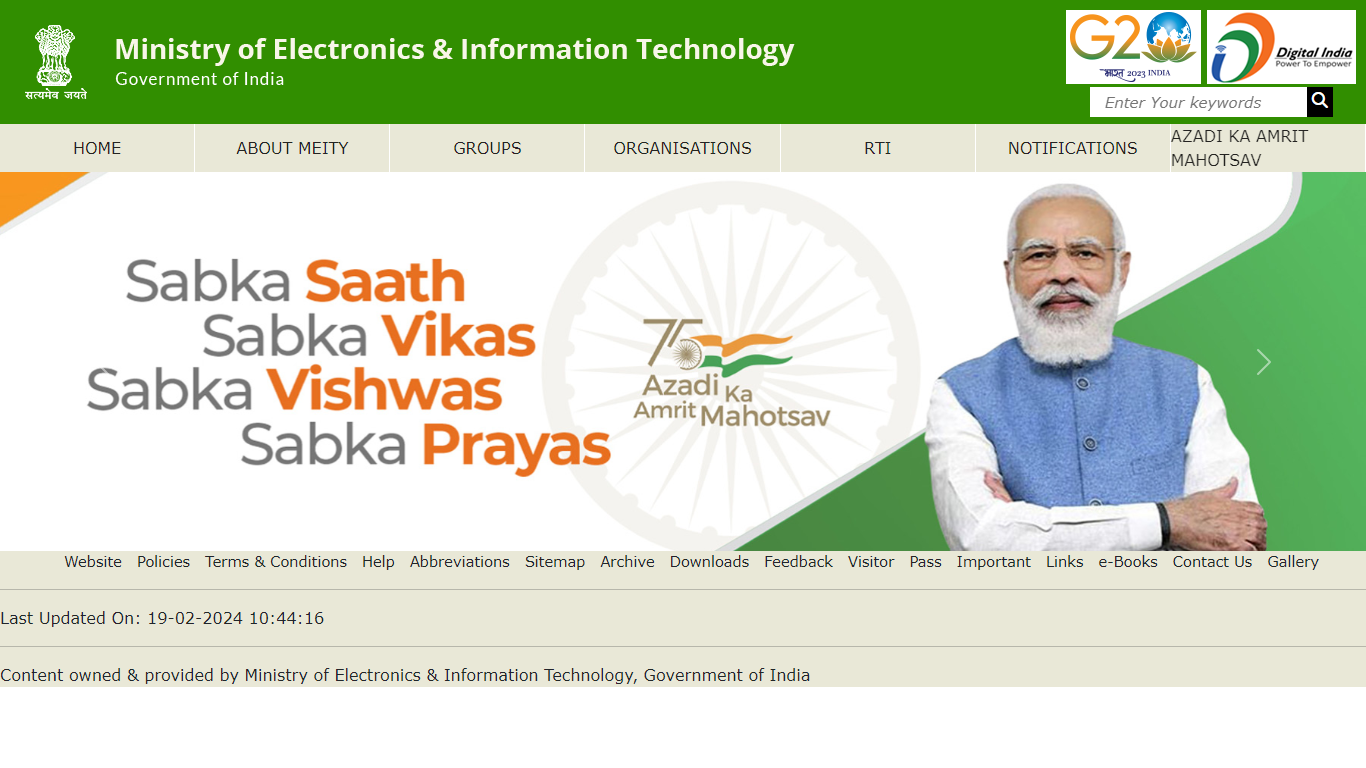 Ministry of Electronics & Information Technology
Government of India
सत्यमेव जयते
G20
भारत 2023 INDIA
Digital India
Power To Empower
Enter Your keywords
HOME ABOUT MEITY GROUPS ORGANISATIONS RTI NOTIFICATIONS AZADI KA AMRIT
MAHOTSAV
Sabka Saath
Sabka Vikas
Sabka Vishwas
Sabka Prayas
75
Azadi Ka
Amrit Mahotsav
Website Policies Terms & Conditions Help Abbreviations Sitemap Archive Downloads Feedback Visitor Pass Important Links e-Books Contact Us Gallery
Last Updated On: 19-02-2024 10:44:16
Content owned & provided by Ministry of Electronics & Information Technology, Government of India